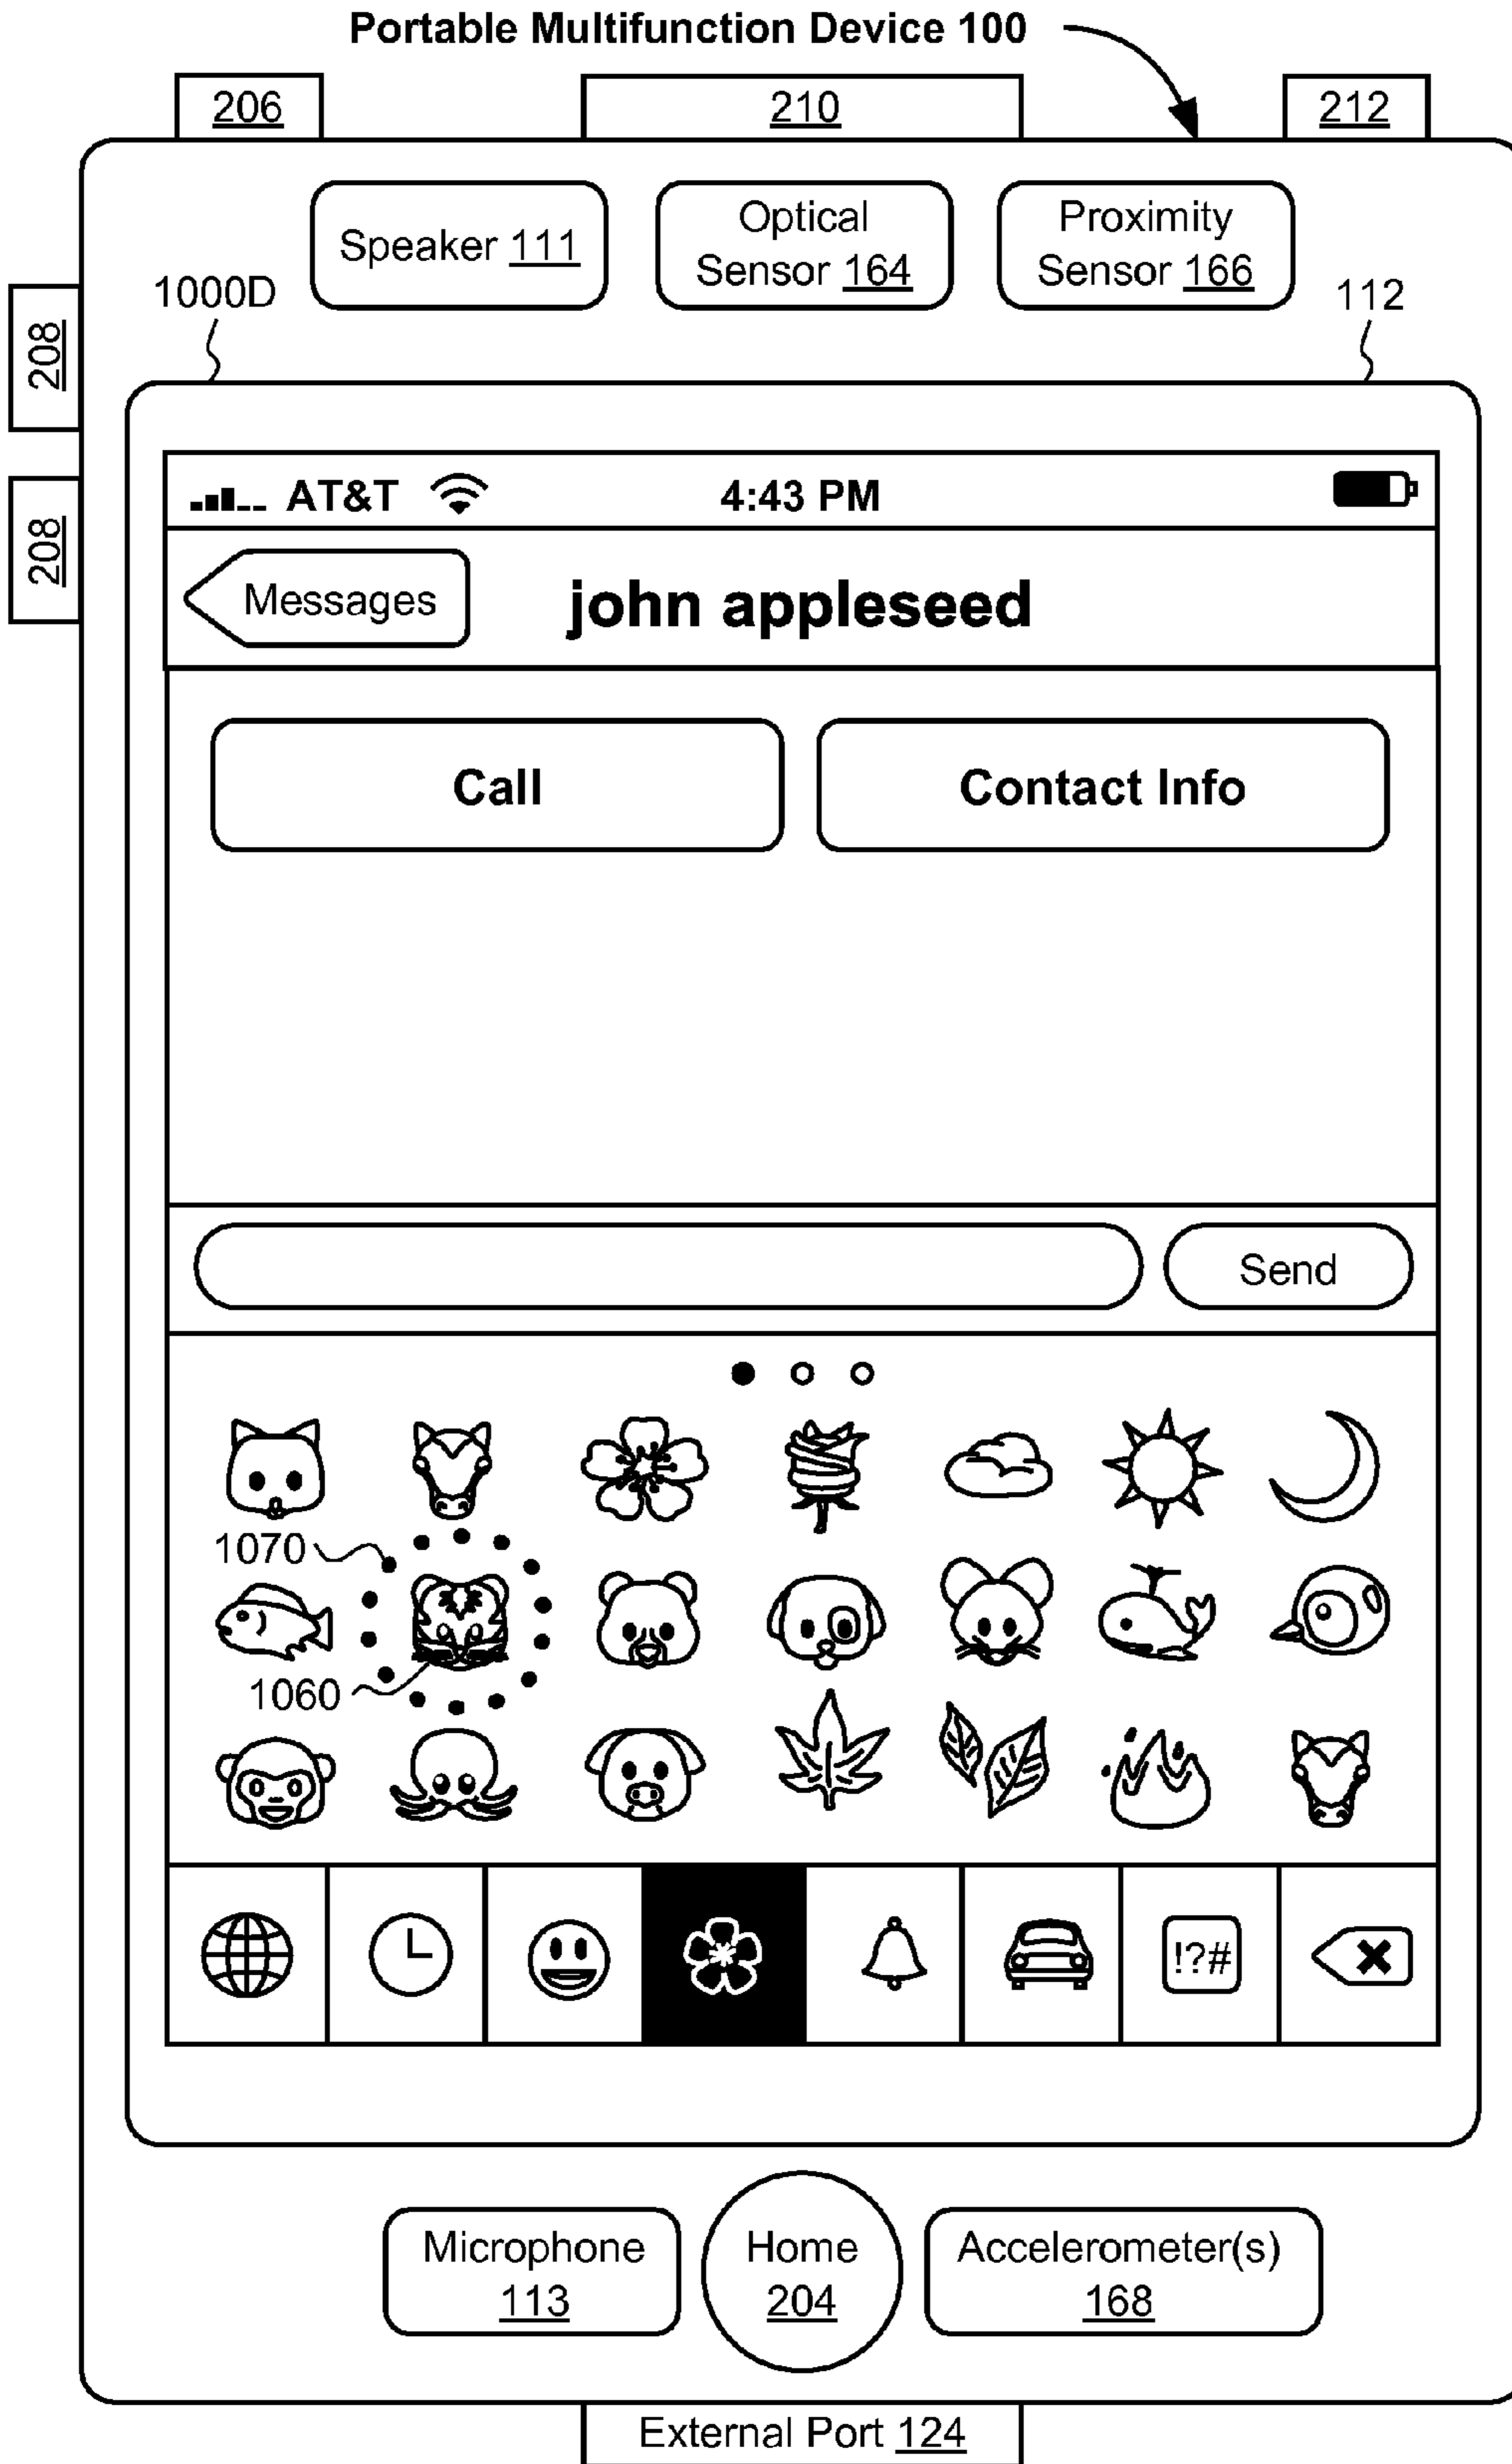 Portable Multifunction Device 100
206
210
212
Speaker 111
Optical
Sensor 164
Proximity
Sensor 166
1000D
112
208
208
AT&T
4:43 PM
Messages
john appleseed
Call
Contact Info
Send
1070
1060
!?#
Microphone
113
Home
204
Accelerometer(s)
168
External Port 124